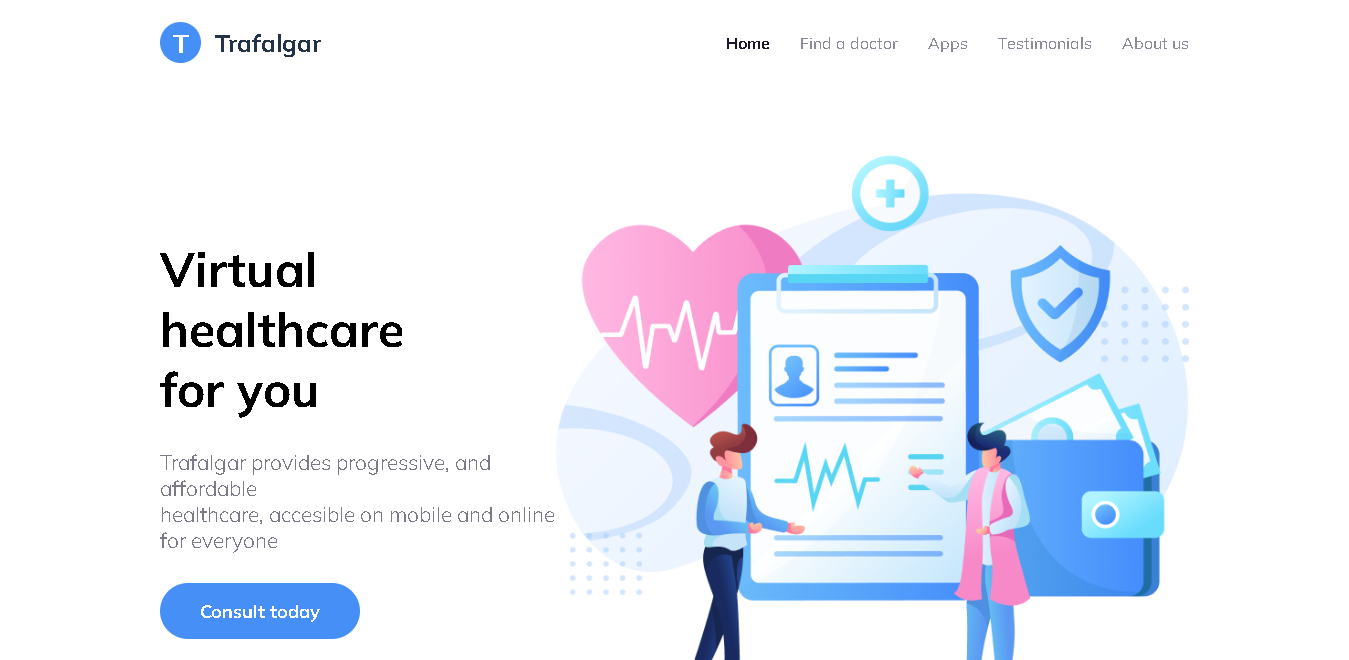 T Trafalgar
Home Find a doctor Apps Testimonials About us
Virtual
healthcare
for you
Trafalgar provides progressive, and
affordable
healthcare, accesible on mobile and online
for everyone
Consult today